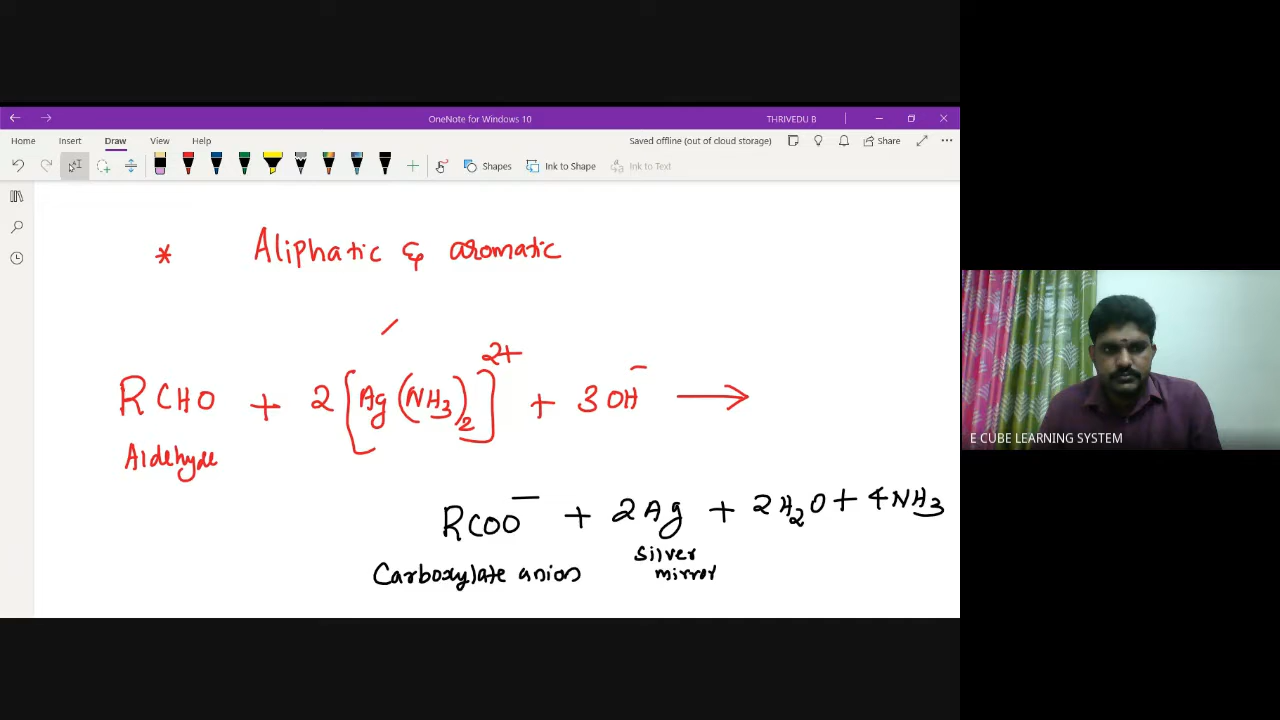 OneNote for Windows 10
THRIVEDU B
Home Insert Draw View Help
Saved offline (out of cloud storage)
Share
Shapes Ink to Shape Ink to Text
* Aliphatic & aromatic
RCHO + 2[Ag(NH₃)₂]²⁺ + 3OH⁻ ⟶
Aldehyde
RCOO⁻ + 2Ag + 2H₂O + 4NH₃
Carboxylate anion
Silver
mirror
E CUBE LEARNING SYSTEM